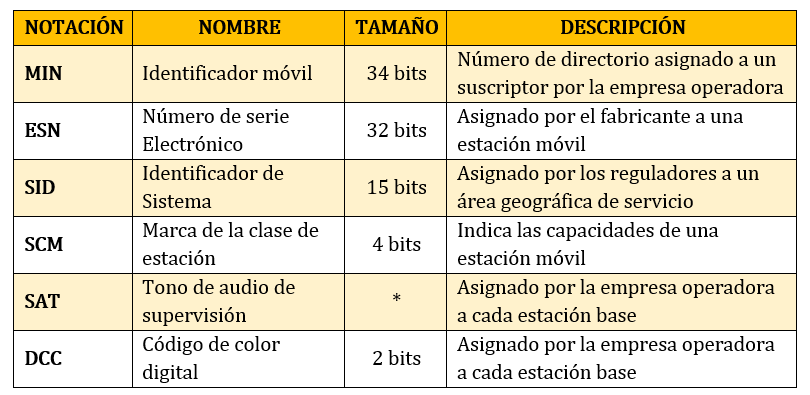 NOTACIÓN NOMBRE TAMAÑO DESCRIPCIÓN
MIN Identificador móvil 34 bits Número de directorio asignado a un
suscriptor por la empresa operadora
ESN Número de serie 32 bits Asignado por el fabricante a una
Electrónico estación móvil
SID Identificador de 15 bits Asignado por los reguladores a un
Sistema área geográfica de servicio
SCM Marca de la clase de 4 bits Indica las capacidades de una
estación estación móvil
SAT Tono de audio de * Asignado por la empresa operadora
supervisión a cada estación base
DCC Código de color 2 bits Asignado por la empresa operadora
digital a cada estación base